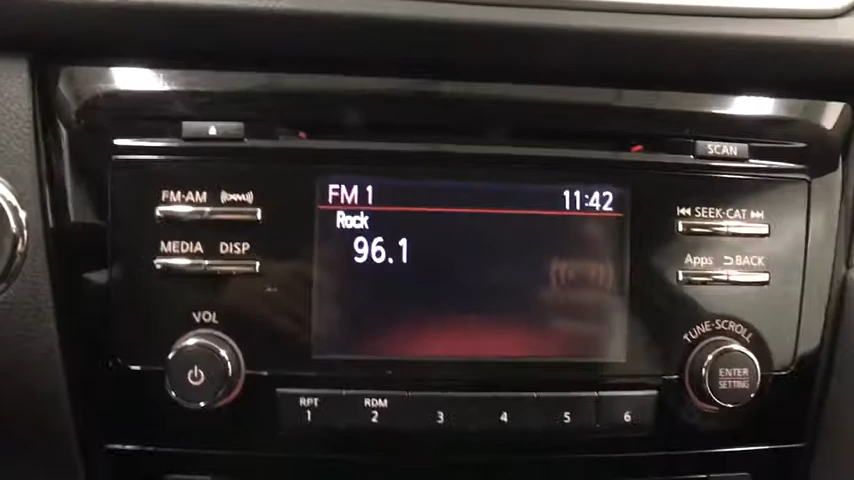 SCAN
FM·AM ((XM))
FM 1 11:42
SEEK·CAT
Rock
MEDIA DISP
96.1
Apps BACK
VOL
TUNE·SCROLL
ENTER
SETTING
RPT RDM
1 2 3 4 5 6